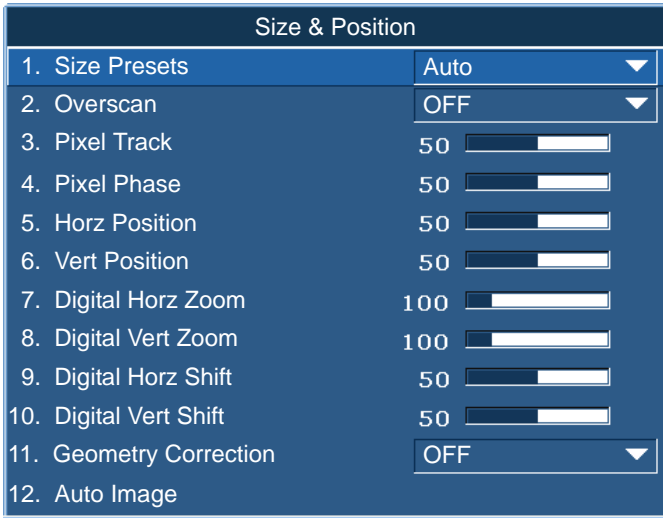 Size & Position
1. Size Presets Auto
2. Overscan OFF
3. Pixel Track 50
4. Pixel Phase 50
5. Horz Position 50
6. Vert Position 50
7. Digital Horz Zoom 100
8. Digital Vert Zoom 100
9. Digital Horz Shift 50
10. Digital Vert Shift 50
11. Geometry Correction OFF
12. Auto Image